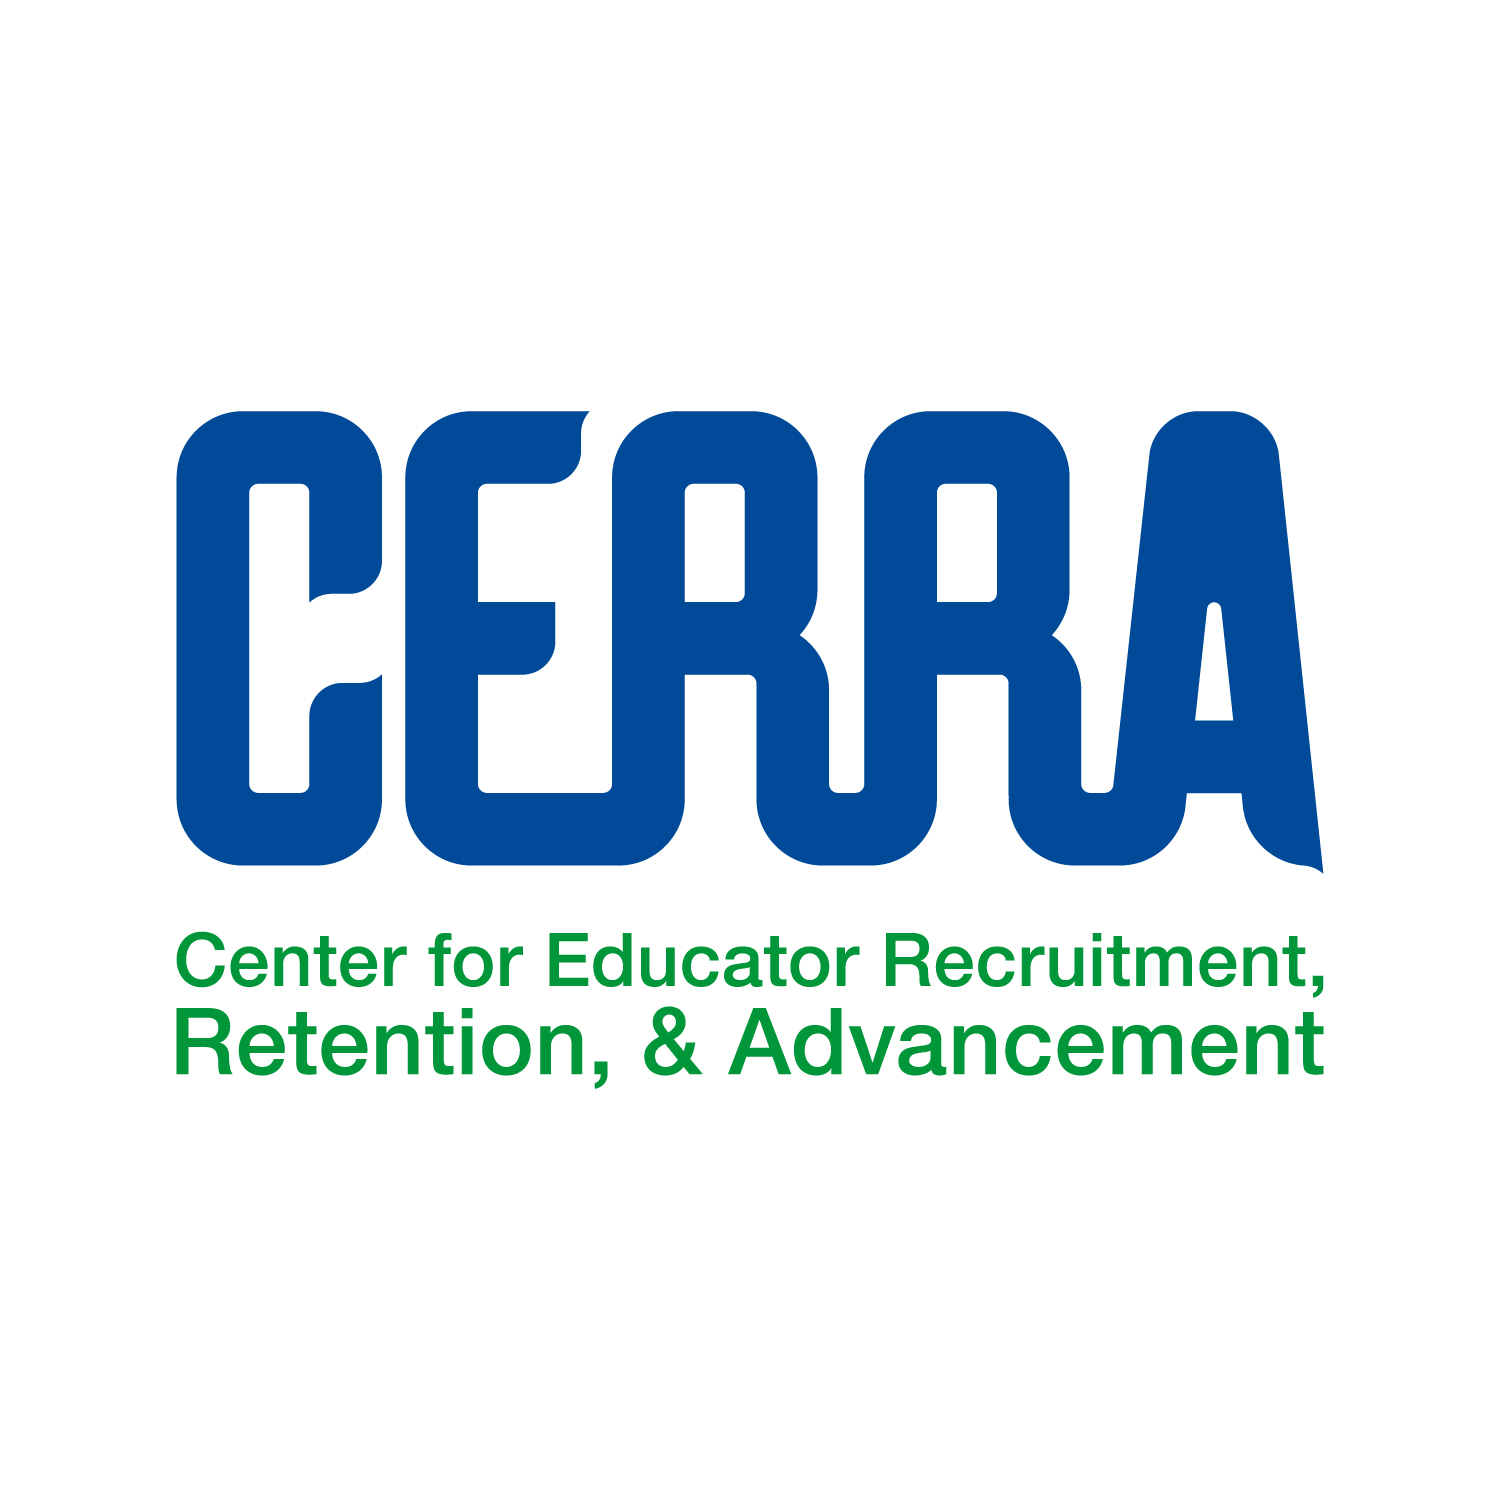 CERRA
Center for Educator Recruitment,
Retention, & Advancement